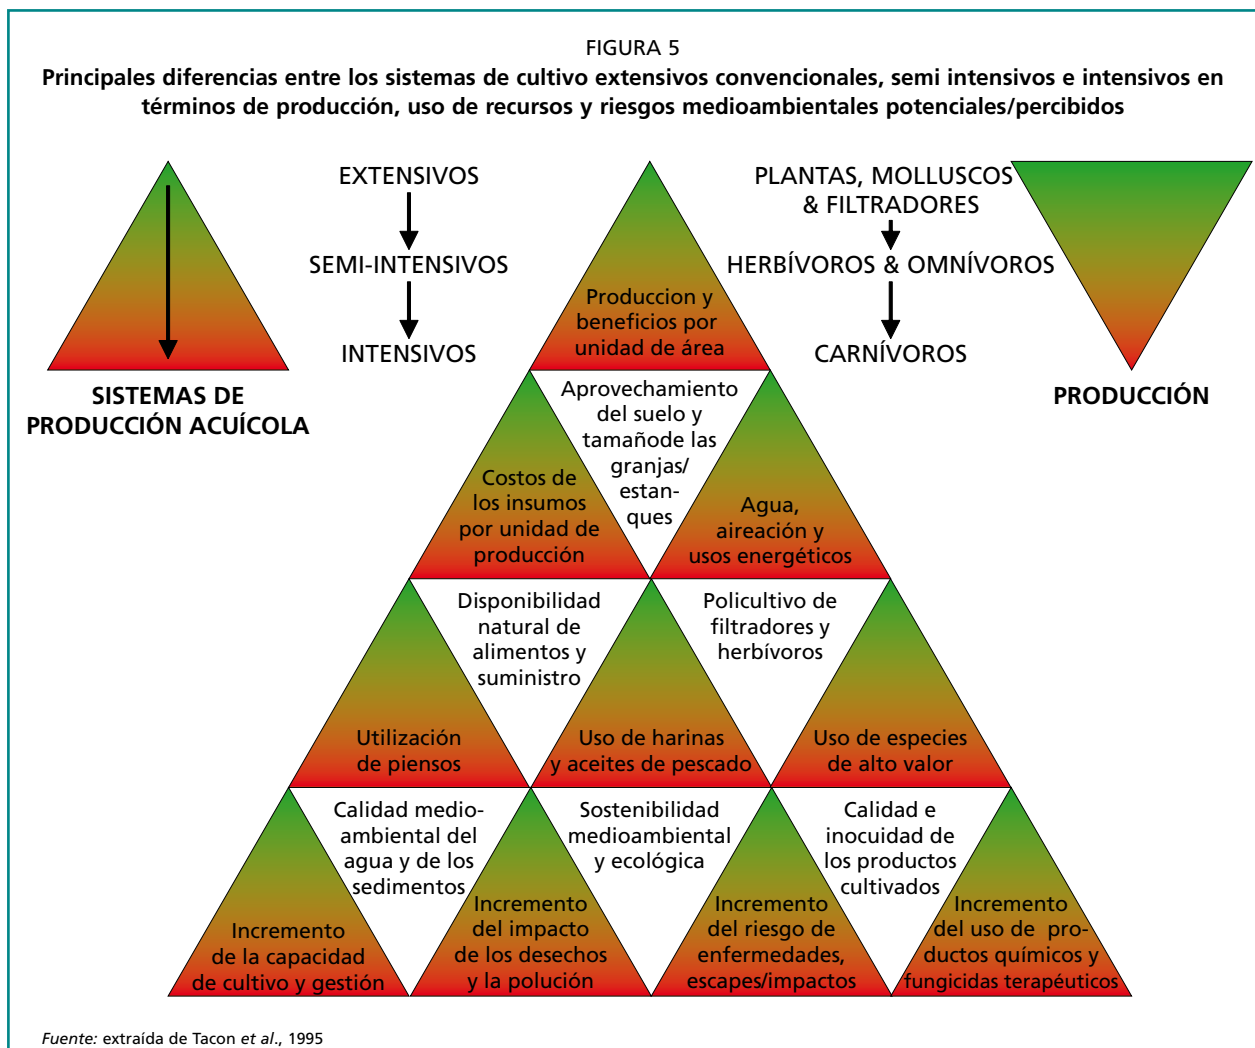 FIGURA 5
Principales diferencias entre los sistemas de cultivo extensivos convencionales, semi intensivos e intensivos en
términos de producción, uso de recursos y riesgos medioambientales potenciales/percibidos
EXTENSIVOS
SEMI-INTENSIVOS
INTENSIVOS
SISTEMAS DE
PRODUCCIÓN ACUÍCOLA
PLANTAS, MOLLUSCOS
& FILTRADORES
HERBÍVOROS & OMNÍVOROS
CARNÍVOROS
PRODUCCIÓN
Produccion y
beneficios por
unidad de área
Costos de
los insumos
por unidad de
producción
Aprovechamiento
del suelo y
tamañode las
granjas/
estan-
ques
Agua,
aireación y
usos energéticos
Utilización
de piensos
Disponibilidad
natural de
alimentos y
suministro
Uso de harinas
y aceites de pescado
Policultivo de
filtradores y
herbívoros
Uso de especies
de alto valor
Incremento
de la capacidad
de cultivo y gestión
Calidad medio-
ambiental del
agua y de los
sedimentos
Incremento
del impacto
de los desechos
y la polución
Sostenibilidad
medioambiental
y ecológica
Incremento
del riesgo de
enfermedades,
escapes/impactos
Calidad e
inocuidad de
los productos
cultivados
Incremento
del uso de pro-
ductos químicos y
fungicidas terapéuticos
Fuente: extraída de Tacon et al., 1995